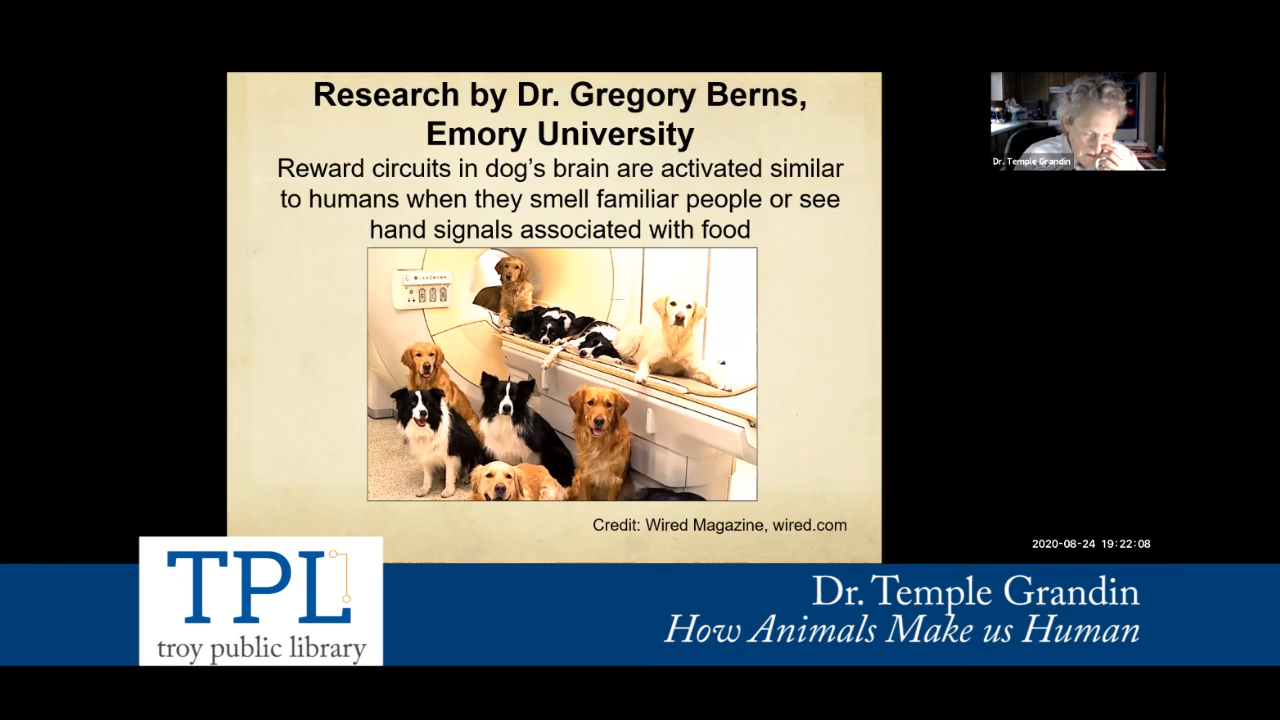 Research by Dr. Gregory Berns,
Emory University
Reward circuits in dog's brain are activated similar
to humans when they smell familiar people or see
hand signals associated with food
Credit: Wired Magazine, wired.com
Dr. Temple Grandin
2020-08-24 19:22:08
TPL
troy public library
Dr. Temple Grandin
How Animals Make us Human